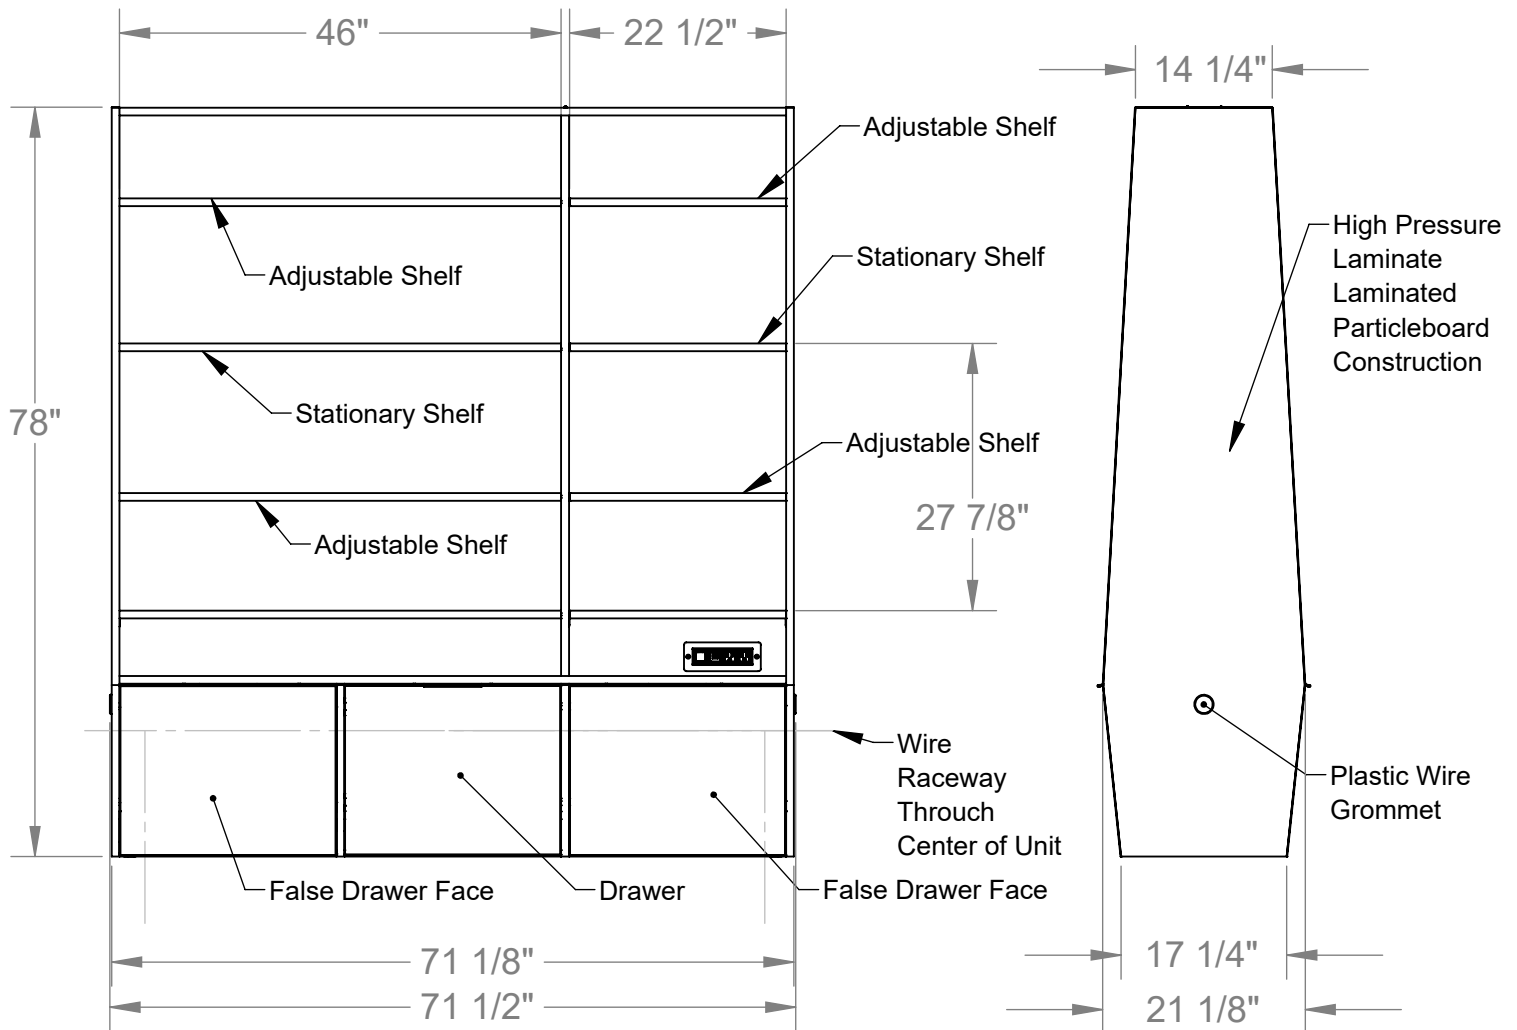 46"
22 1/2"
14 1/4"
Adjustable Shelf
High Pressure
Laminate
Laminated
Particleboard
Construction
Stationary Shelf
Adjustable Shelf
78"
Stationary Shelf
Adjustable Shelf
27 7/8"
Adjustable Shelf
Wire
Raceway
Throuch
Center of Unit
Plastic Wire
Grommet
False Drawer Face
Drawer
False Drawer Face
71 1/8"
17 1/4"
71 1/2"
21 1/8"